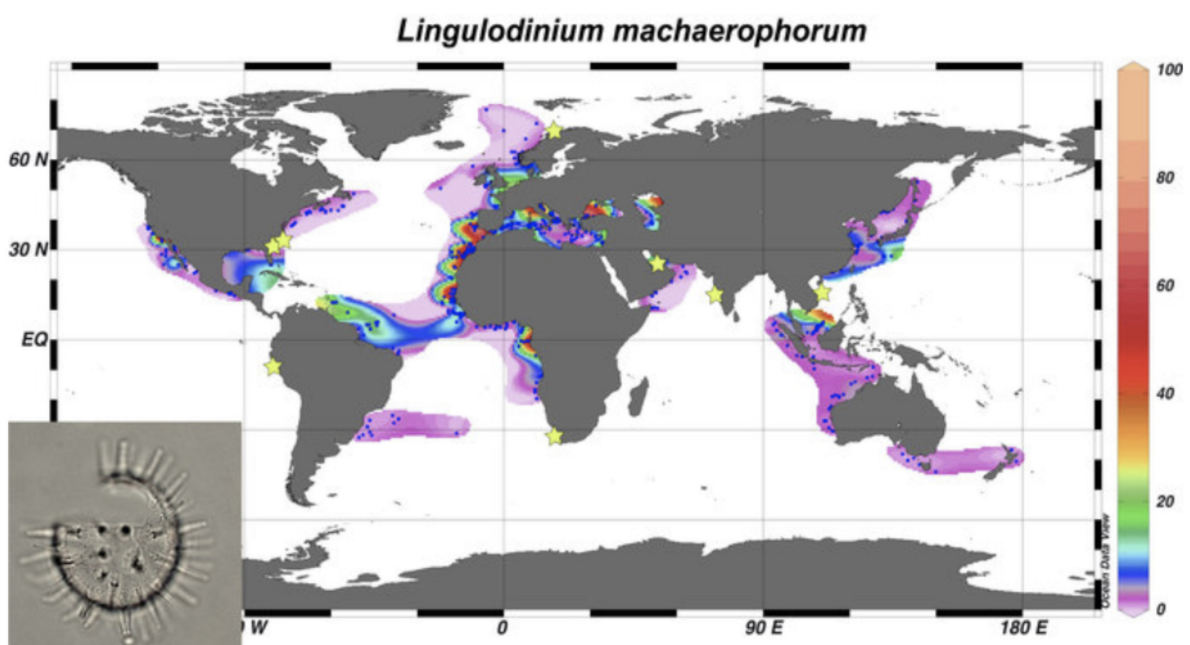 Lingulodinium machaerophorum
100
80
60
40
20
0
60 N
30 N
EQ
W
0
90 E
180 E
Ocean Data View